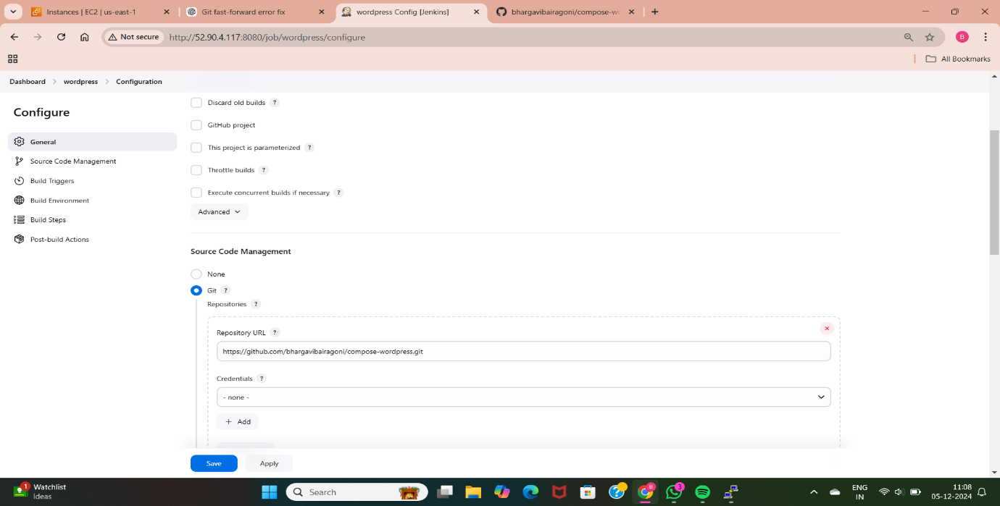 Instances | EC2 | us-east-1
Git fast-forward error fix
wordpress Config [Jenkins]
bhargavibairagoni/compose-wo
Not secure
http://52.90.4.117:8080/job/wordpress/configure
B
All Bookmarks
Dashboard > wordpress > Configuration
Configure
General
Source Code Management
Build Triggers
Build Environment
Build Steps
Post-build Actions
Discard old builds ?
GitHub project
This project is parameterized ?
Throttle builds ?
Execute concurrent builds if necessary ?
Advanced
Source Code Management
None
Git ?
Repositories ?
Repository URL ?
https://github.com/bhargavibairagoni/compose-wordpress.git
Credentials ?
- none -
+ Add
Save
Apply
1
Watchlist
Ideas
Search
B
3
ENG
IN
11:08
05-12-2024